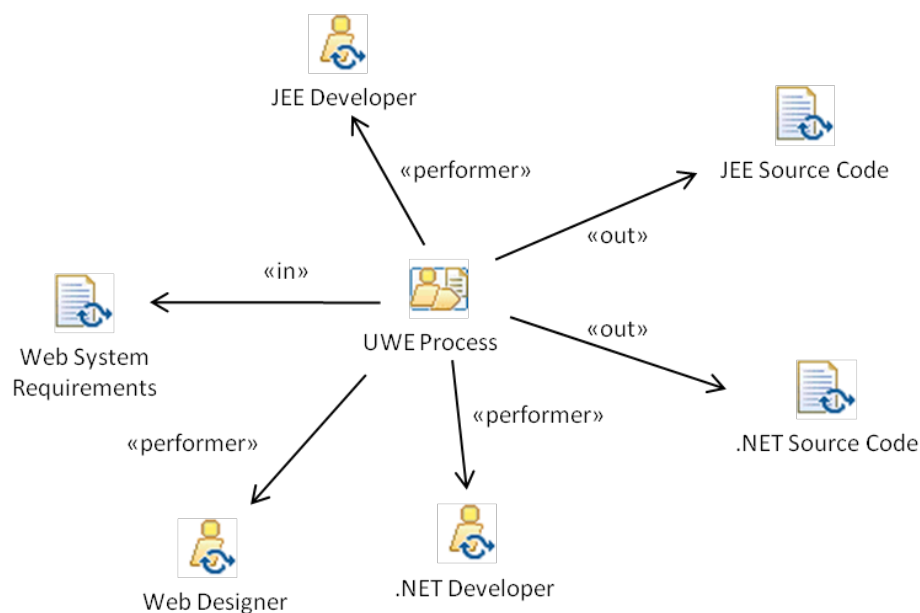 JEE Developer
«performer»
JEE Source Code
«out»
«in»
UWE Process
«out»
Web System
Requirements
«performer»
«performer»
.NET Source Code
Web Designer
.NET Developer